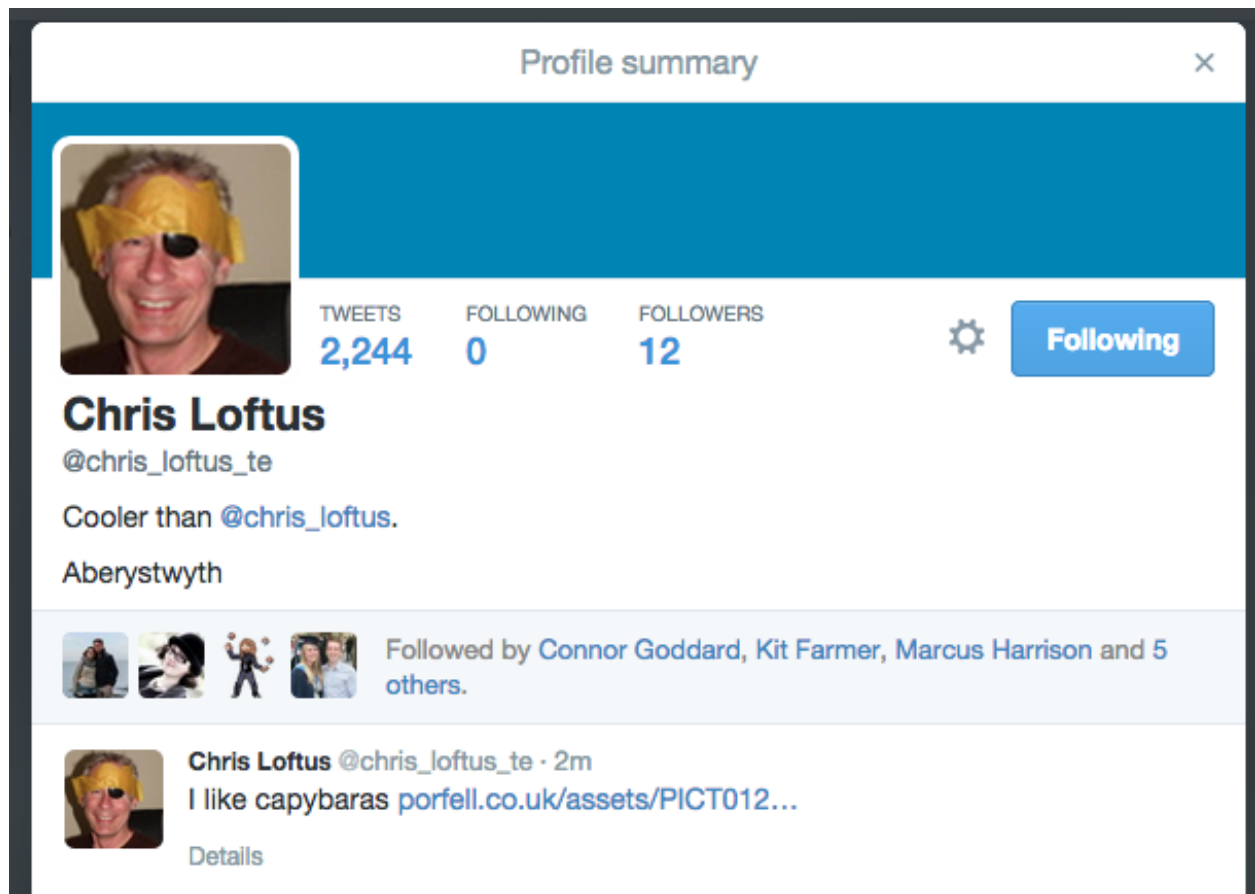 Profile summary
×
TWEETS FOLLOWING FOLLOWERS
2,244 0 12
Following
Chris Loftus
@chris_loftus_te
Cooler than @chris_loftus.
Aberystwyth
Followed by Connor Goddard, Kit Farmer, Marcus Harrison and 5
others.
Chris Loftus @chris_loftus_te · 2m
I like capybaras porfell.co.uk/assets/PICT012…
Details